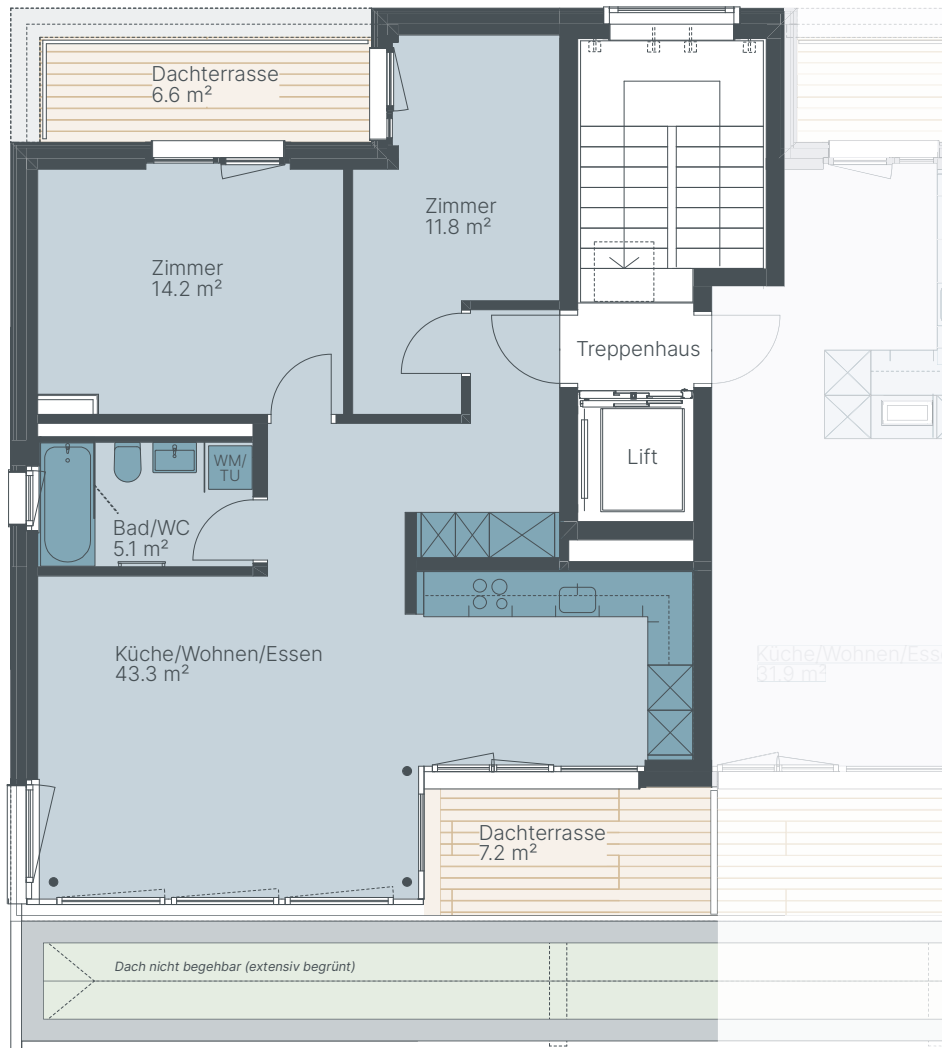 Dachterrasse
6.6 m²
Zimmer
11.8 m²
Zimmer
14.2 m²
Treppenhaus
Lift
WM/
TU
Bad/WC
5.1 m²
Küche/Wohnen/Essen
43.3 m²
Küche/Wohnen/Ess
31.9 m²
Dachterrasse
7.2 m²
Dach nicht begehbar (extensiv begrünt)